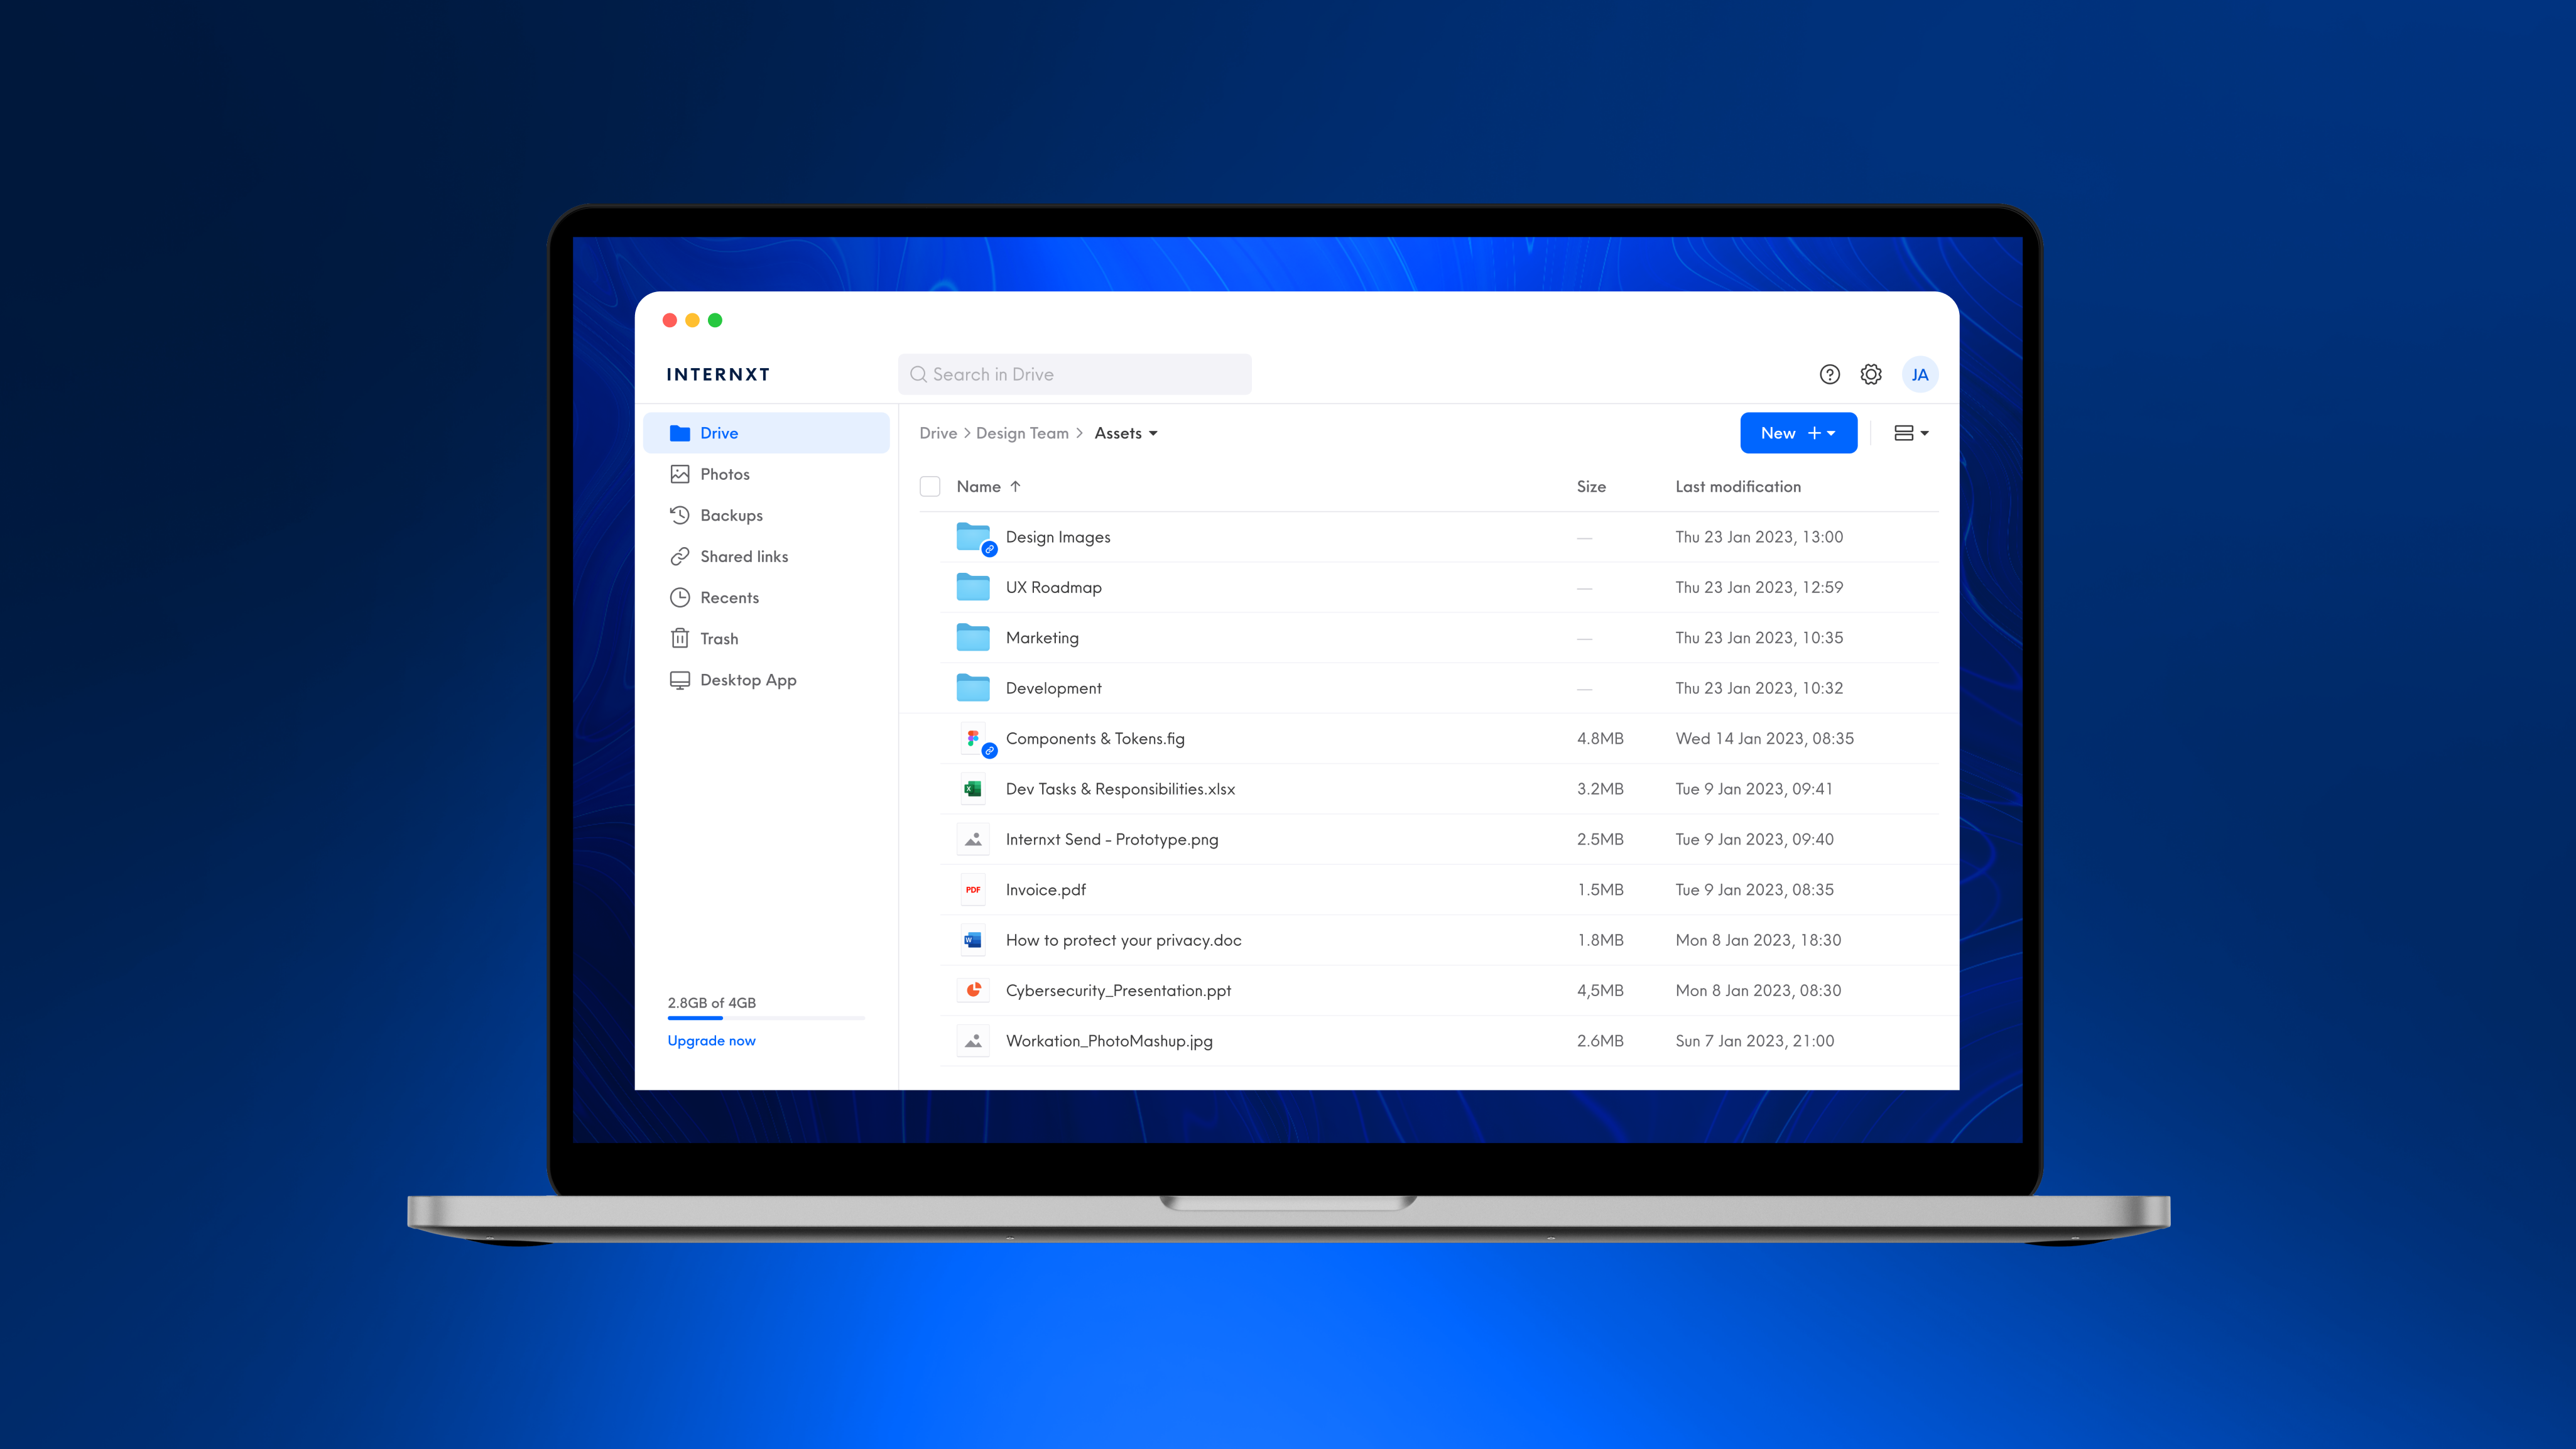 INTERNXT
Search in Drive
JA
Drive
Photos
Backups
Shared links
Recents
Trash
Desktop App
2.8GB of 4GB
Upgrade now
Drive > Design Team > Assets
New +
Name ↑ Size Last modification
Design Images — Thu 23 Jan 2023, 13:00
UX Roadmap — Thu 23 Jan 2023, 12:59
Marketing — Thu 23 Jan 2023, 10:35
Development — Thu 23 Jan 2023, 10:32
Components & Tokens.fig 4.8MB Wed 14 Jan 2023, 08:35
Dev Tasks & Responsibilities.xlsx 3.2MB Tue 9 Jan 2023, 09:41
Internxt Send - Prototype.png 2.5MB Tue 9 Jan 2023, 09:40
PDF Invoice.pdf 1.5MB Tue 9 Jan 2023, 08:35
How to protect your privacy.doc 1.8MB Mon 8 Jan 2023, 18:30
Cybersecurity_Presentation.ppt 4,5MB Mon 8 Jan 2023, 08:30
Workation_PhotoMashup.jpg 2.6MB Sun 7 Jan 2023, 21:00